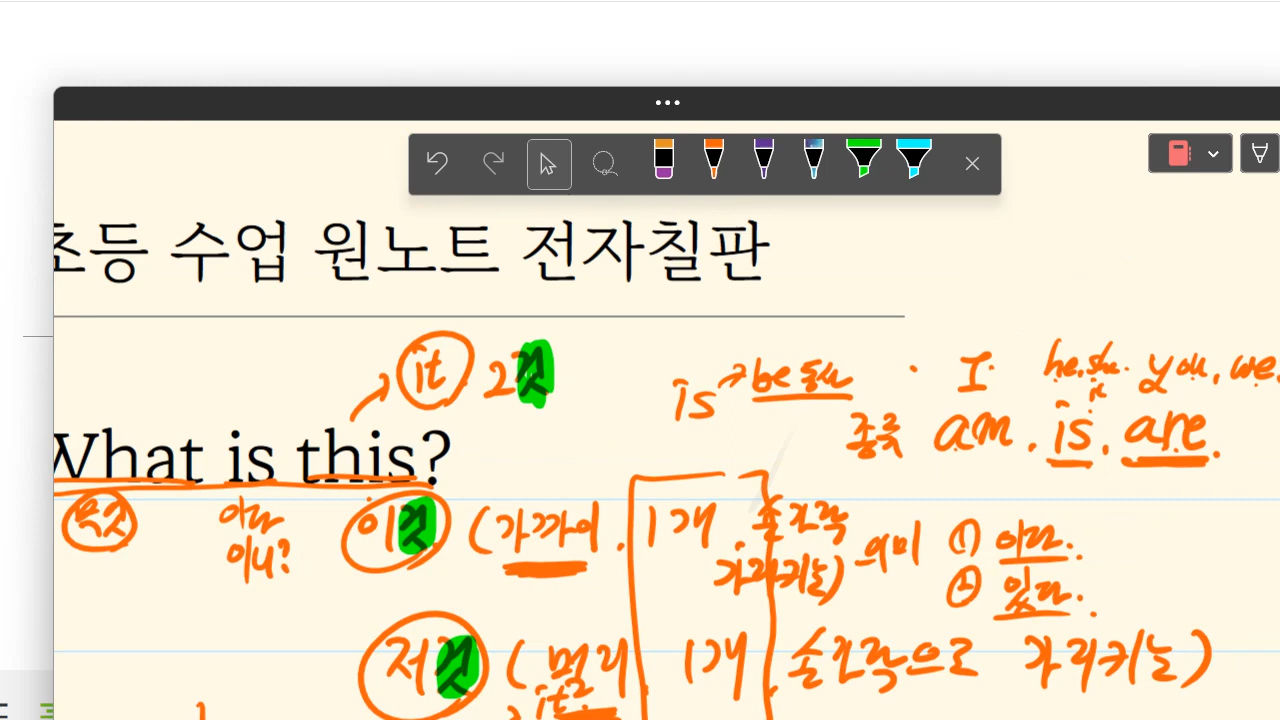 초등 수업 원노트 전자칠판
it 그것
is → be동사 · I he.she. you, we.
it
종류 am. is. are.
What is this?
무엇 이다 이것 (가까이. 1개. 손가락
이니? 가리키는) 의미 ① 이다.
② 있다.
저것 (멀리 1개. 손가락으로 가리키는)
it